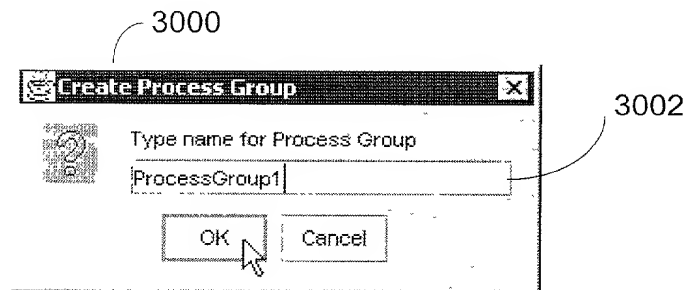 3000
Create Process Group
3002
Type name for Process Group
ProcessGroup1
OK Cancel